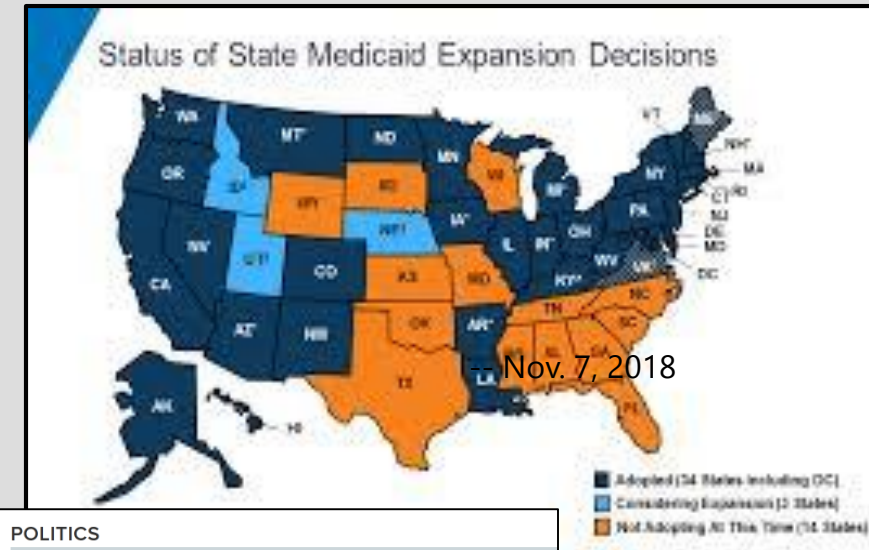 Status of State Medicaid Expansion Decisions
WA
MT*
ND
MN
VT
ME
NH*
MA
OR
ID
WY
SD
WI
MI*
NY
RI
CT
NJ
DE
MD
DC
NV
UT
CO
NE
IA*
IL
IN*
OH
PA
WV
CA
KS
MO
KY*
VA
AZ*
NM
OK
AR*
TN
NC
SC
TX
LA
AL
GA
FL
AK
HI
-- Nov. 7, 2018
Adopted (34 States including DC)
Considering Expansion (3 States)
Not Adopting At This Time (14 States)
POLITICS